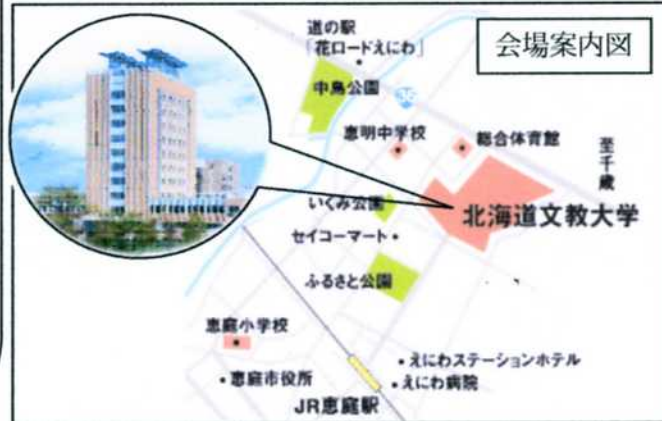 会場案内図
道の駅
「花ロードえにわ」
中島公園
36
恵明中学校
総合体育館
至千歳
いくみ公園
北海道文教大学
セイコーマート
ふるさと公園
恵庭小学校
えにわステーションホテル
恵庭市役所
えにわ病院
JR恵庭駅